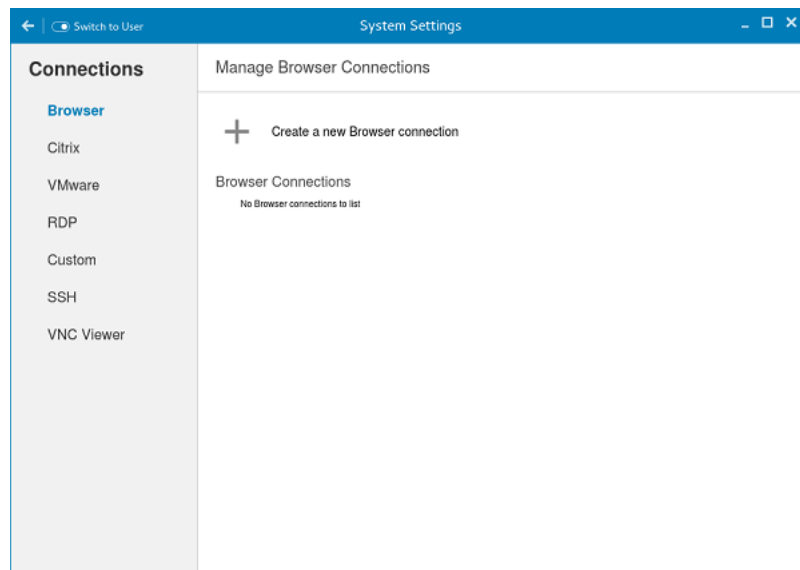 Switch to User
System Settings
Connections
Browser
Citrix
VMware
RDP
Custom
SSH
VNC Viewer
Manage Browser Connections
Create a new Browser connection
Browser Connections
No Browser connections to list